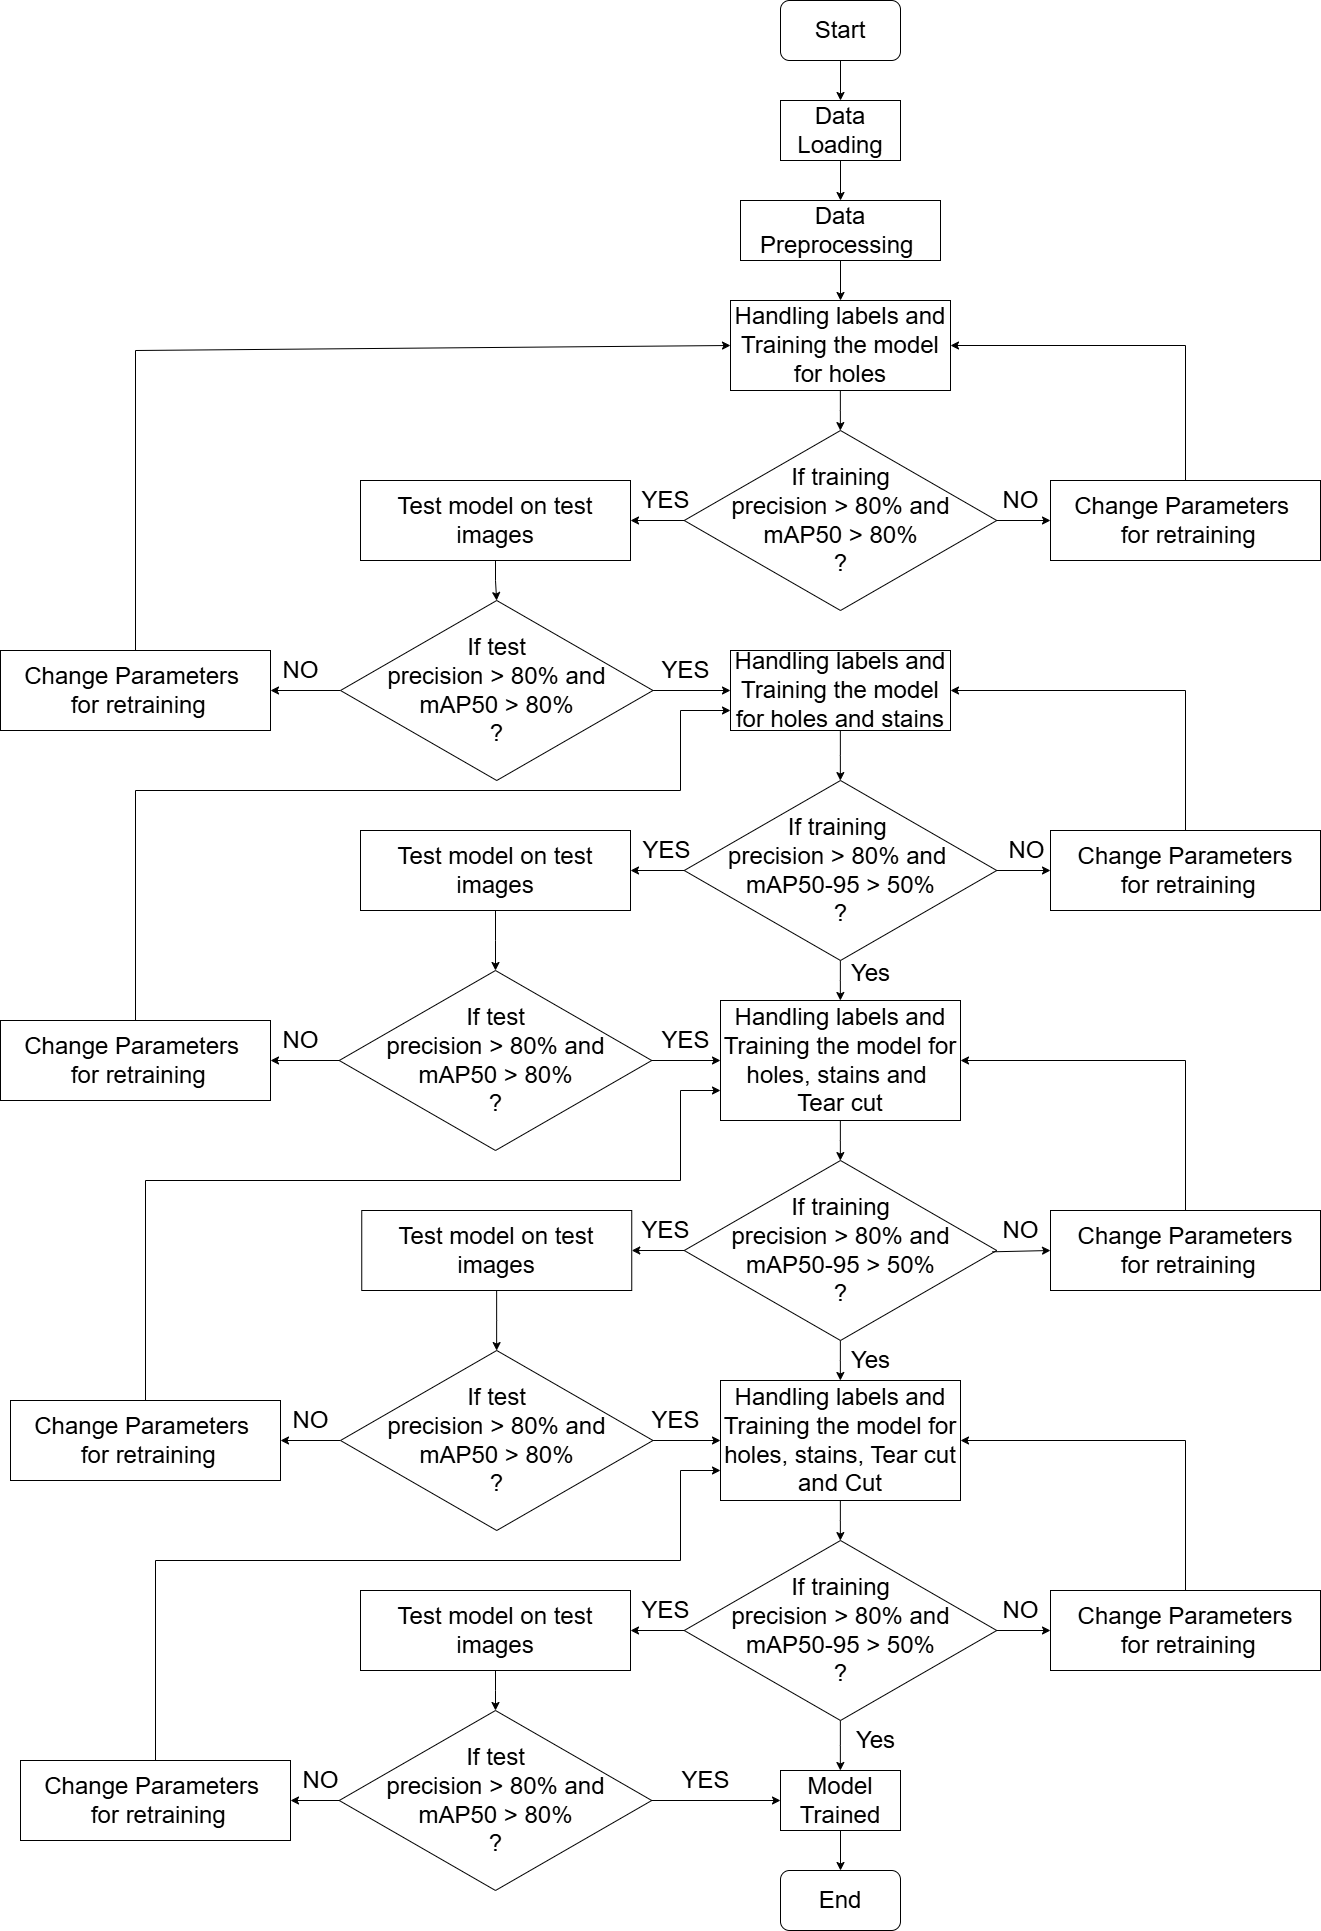 Start
Data
Loading
Data
Preprocessing
Handling labels and
Training the model
for holes
If training
precision > 80% and
mAP50 > 80%
?
YES
NO
Test model on test
images
Change Parameters
for retraining
If test
precision > 80% and
mAP50 > 80%
?
NO
YES
Change Parameters
for retraining
Handling labels and
Training the model
for holes and stains
If training
precision > 80% and
mAP50-95 > 50%
?
YES
NO
Yes
Test model on test
images
Change Parameters
for retraining
If test
precision > 80% and
mAP50 > 80%
?
NO
YES
Change Parameters
for retraining
Handling labels and
Training the model for
holes, stains and
Tear cut
If training
precision > 80% and
mAP50-95 > 50%
?
YES
NO
Yes
Test model on test
images
Change Parameters
for retraining
If test
precision > 80% and
mAP50 > 80%
?
NO
YES
Change Parameters
for retraining
Handling labels and
Training the model for
holes, stains, Tear cut
and Cut
If training
precision > 80% and
mAP50-95 > 50%
?
YES
NO
Yes
Test model on test
images
Change Parameters
for retraining
If test
precision > 80% and
mAP50 > 80%
?
NO
YES
Change Parameters
for retraining
Model
Trained
End